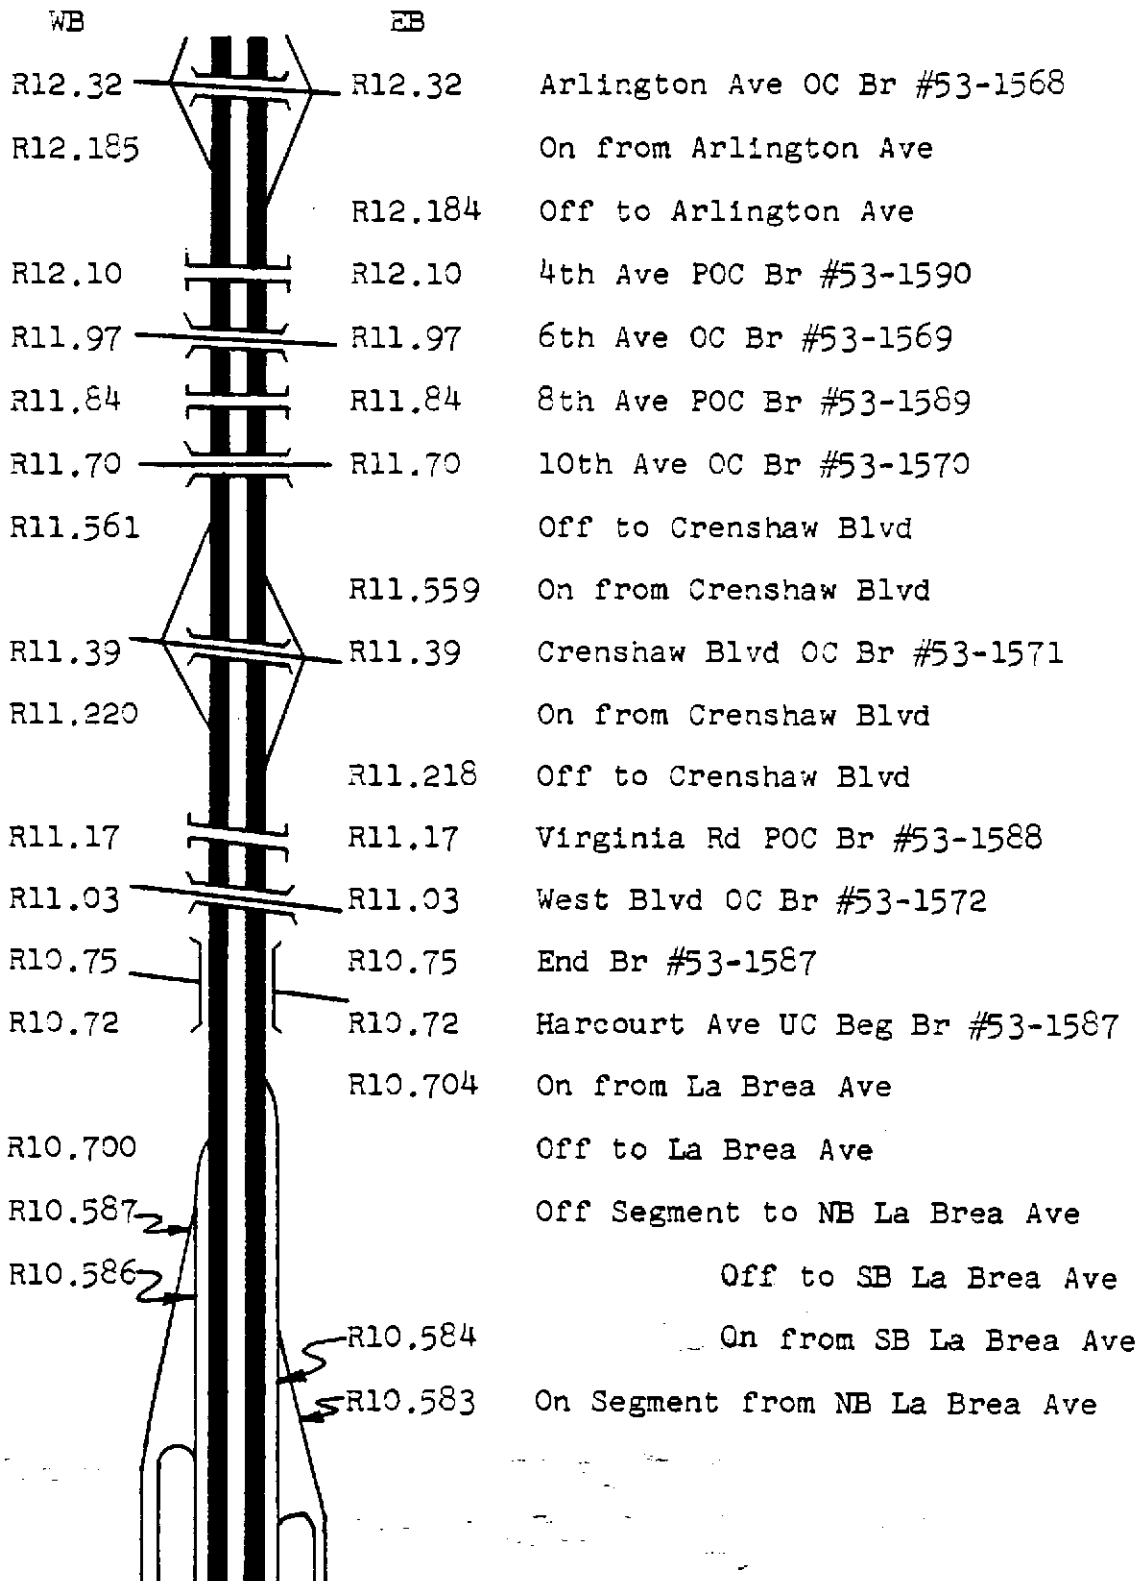 WB EB
R12.32 R12.32 Arlington Ave OC Br #53-1568
R12.185 On from Arlington Ave
R12.184 Off to Arlington Ave
R12.10 R12.10 4th Ave POC Br #53-1590
R11.97 R11.97 6th Ave OC Br #53-1569
R11.84 R11.84 8th Ave POC Br #53-1589
R11.70 R11.70 10th Ave OC Br #53-1570
R11.561 Off to Crenshaw Blvd
R11.559 On from Crenshaw Blvd
R11.39 R11.39 Crenshaw Blvd OC Br #53-1571
R11.220 On from Crenshaw Blvd
R11.218 Off to Crenshaw Blvd
R11.17 R11.17 Virginia Rd POC Br #53-1588
R11.03 R11.03 West Blvd OC Br #53-1572
R10.75 R10.75 End Br #53-1587
R10.72 R10.72 Harcourt Ave UC Beg Br #53-1587
R10.704 On from La Brea Ave
R10.700 Off to La Brea Ave
R10.587 Off Segment to NB La Brea Ave
R10.586 Off to SB La Brea Ave
R10.584 On from SB La Brea Ave
R10.583 On Segment from NB La Brea Ave